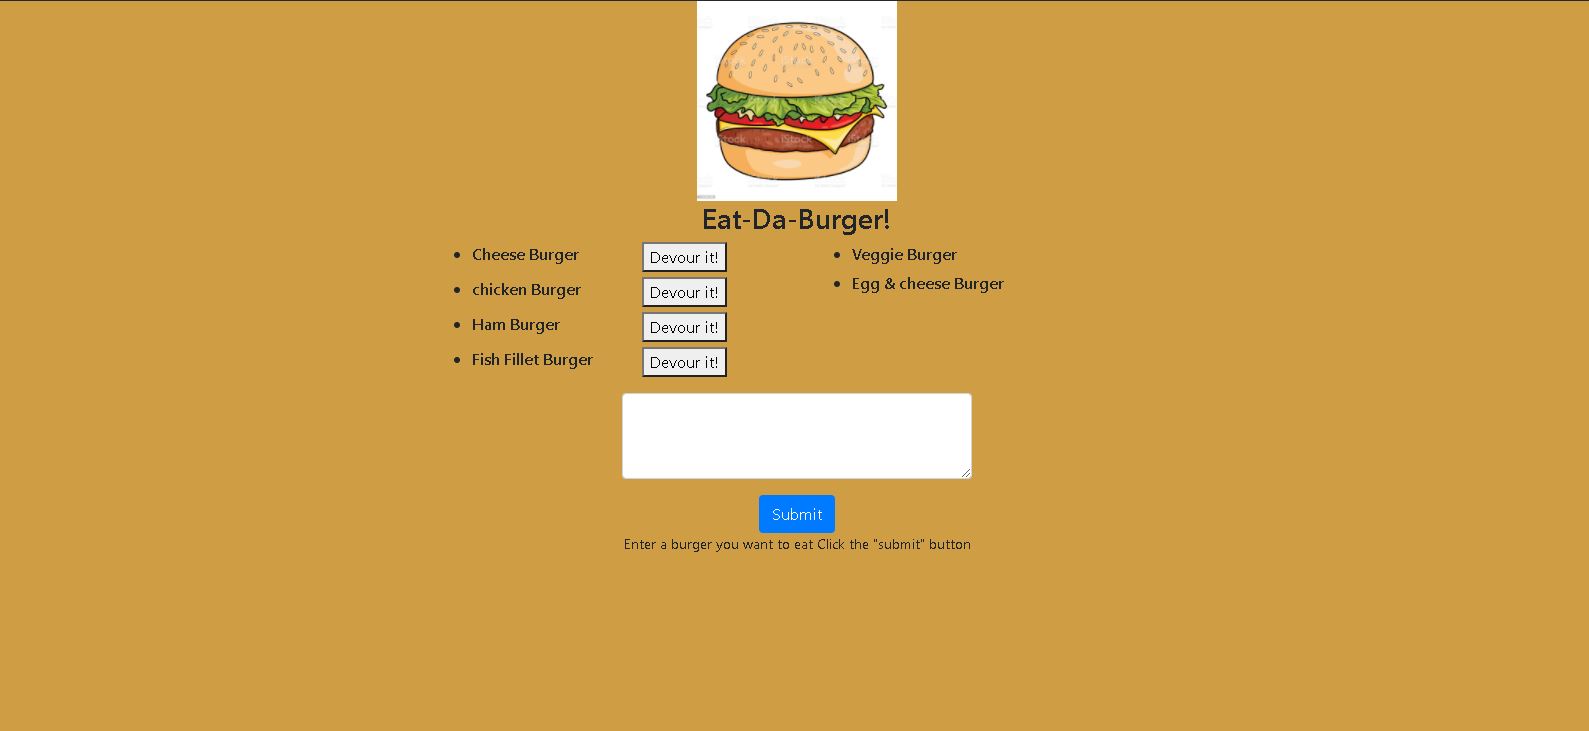 iStock
Eat-Da-Burger!
Cheese Burger
Devour it!
chicken Burger
Devour it!
Ham Burger
Devour it!
Fish Fillet Burger
Devour it!
Veggie Burger
Egg & cheese Burger
Submit
Enter a burger you want to eat Click the "submit" button